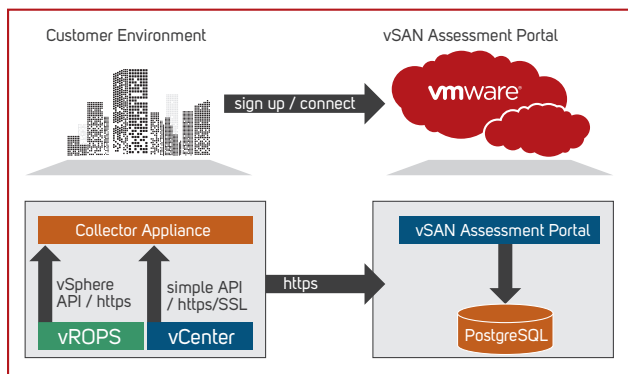 Customer Environment
vSAN Assessment Portal
sign up / connect
vmware®
Collector Appliance
vSphere
API / https
simple API
/ https/SSL
vROPS
vCenter
https
vSAN Assessment Portal
PostgreSQL